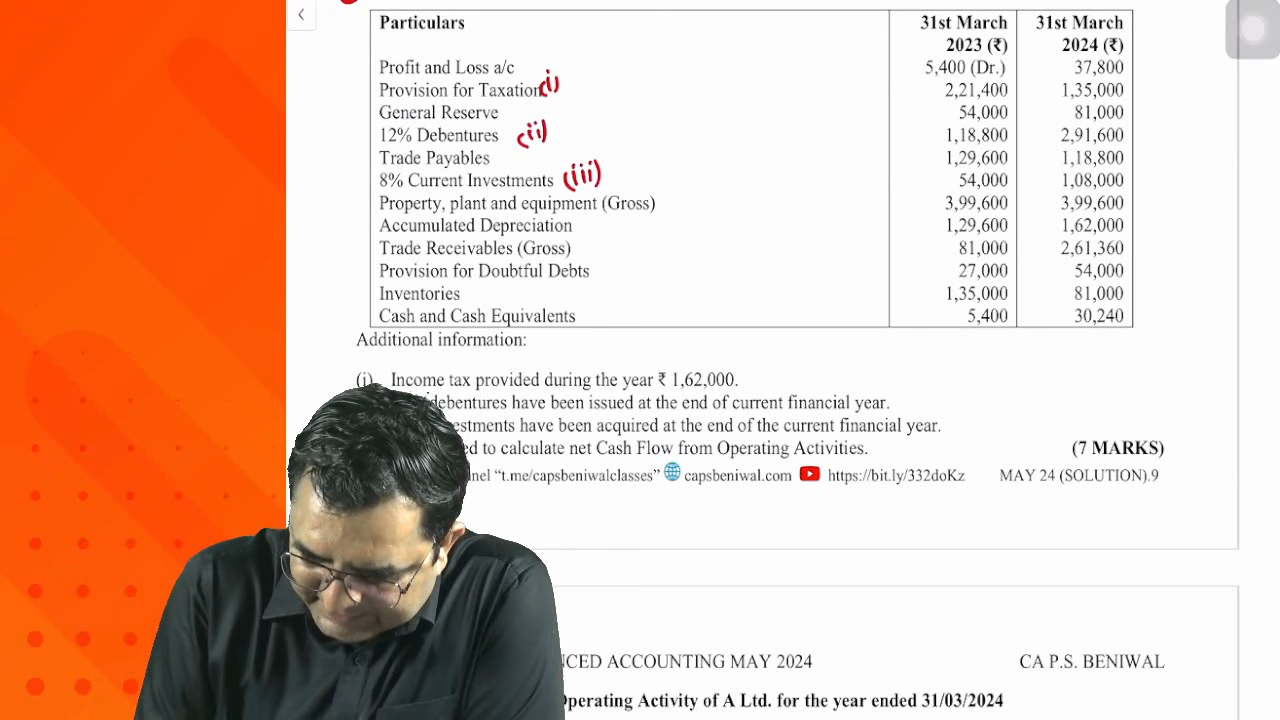 Particulars 31st March 31st March
2023 (₹) 2024 (₹)
Profit and Loss a/c 5,400 (Dr.) 37,800
Provision for Taxation (i) 2,21,400 1,35,000
General Reserve 54,000 81,000
12% Debentures (ii) 1,18,800 2,91,600
Trade Payables 1,29,600 1,18,800
8% Current Investments (iii) 54,000 1,08,000
Property, plant and equipment (Gross) 3,99,600 3,99,600
Accumulated Depreciation 1,29,600 1,62,000
Trade Receivables (Gross) 81,000 2,61,360
Provision for Doubtful Debts 27,000 54,000
Inventories 1,35,000 81,000
Cash and Cash Equivalents 5,400 30,240
Additional information:
(i) Income tax provided during the year ₹ 1,62,000.
debentures have been issued at the end of current financial year.
estments have been acquired at the end of the current financial year.
ed to calculate net Cash Flow from Operating Activities. (7 MARKS)
nel “t.me/capsbeniwalclasses” capsbeniwal.com https://bit.ly/332doKz MAY 24 (SOLUTION).9
NCED ACCOUNTING MAY 2024 CA P.S. BENIWAL
Operating Activity of A Ltd. for the year ended 31/03/2024